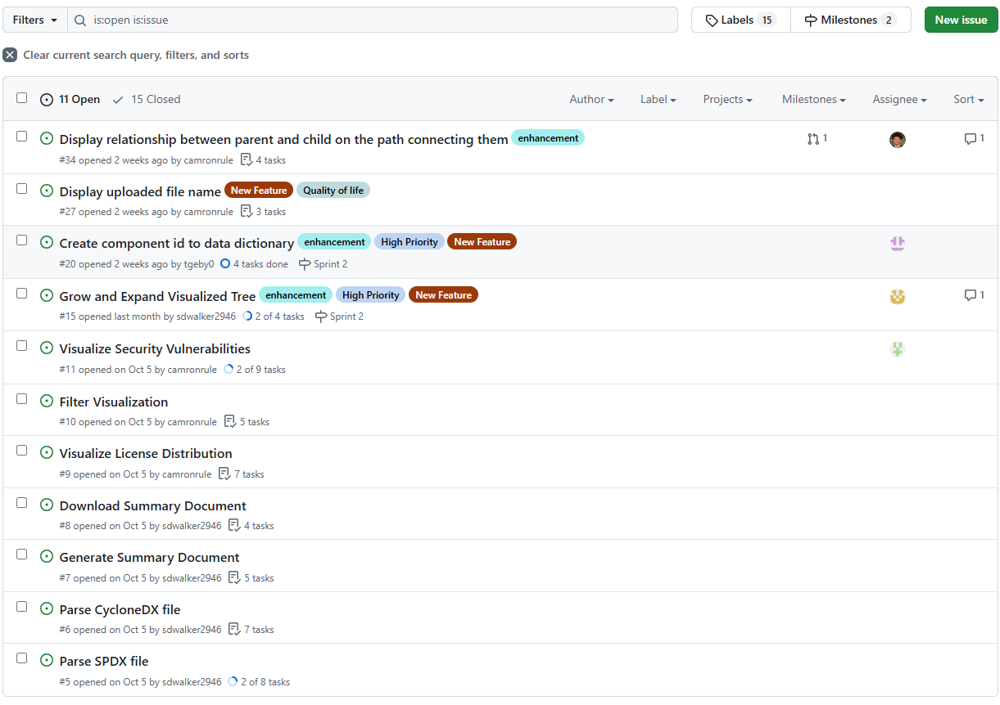 Filters is:open is:issue Labels 15 Milestones 2 New issue
Clear current search query, filters, and sorts
11 Open 15 Closed Author Label Projects Milestones Assignee Sort
Display relationship between parent and child on the path connecting them enhancement 1 1
#34 opened 2 weeks ago by camronrule 4 tasks
Display uploaded file name New Feature Quality of life
#27 opened 2 weeks ago by camronrule 3 tasks
Create component id to data dictionary enhancement High Priority New Feature
#20 opened 2 weeks ago by tgeby0 4 tasks done Sprint 2
Grow and Expand Visualized Tree enhancement High Priority New Feature 1
#15 opened last month by sdwalker2946 2 of 4 tasks Sprint 2
Visualize Security Vulnerabilities
#11 opened on Oct 5 by camronrule 2 of 9 tasks
Filter Visualization
#10 opened on Oct 5 by camronrule 5 tasks
Visualize License Distribution
#9 opened on Oct 5 by camronrule 7 tasks
Download Summary Document
#8 opened on Oct 5 by sdwalker2946 4 tasks
Generate Summary Document
#7 opened on Oct 5 by sdwalker2946 5 tasks
Parse CycloneDX file
#6 opened on Oct 5 by sdwalker2946 7 tasks
Parse SPDX file
#5 opened on Oct 5 by sdwalker2946 2 of 8 tasks